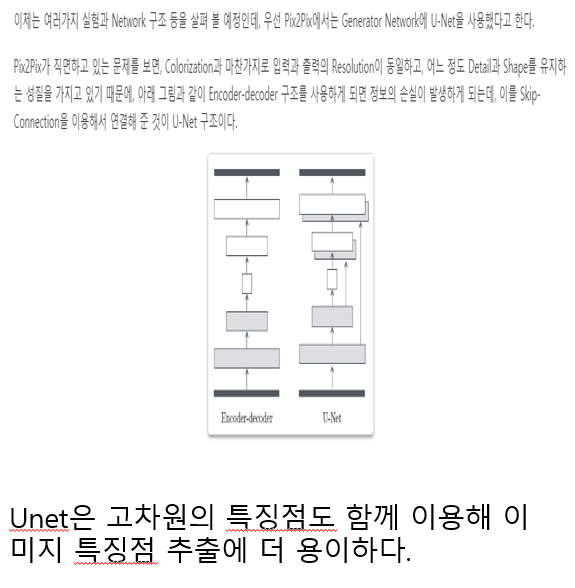 이제는 여러가지 실험과 Network 구조 등을 살펴 볼 예정인데, 우선 Pix2Pix에서는 Generator Network에 U-Net을 사용했다고 한다.
Pix2Pix가 직면하고 있는 문제를 보면, Colorization과 마찬가지로 입력과 출력의 Resolution이 동일하고, 어느 정도 Detail과 Shape를 유지하
는 성질을 가지고 있기 때문에, 아래 그림과 같이 Encoder-decoder 구조를 사용하게 되면 정보의 손실이 발생하게 되는데, 이를 Skip-
Connection을 이용해서 연결해 준 것이 U-Net 구조이다.
Encoder-decoder U-Net
Unet은 고차원의 특징점도 함께 이용해 이
미지 특징점 추출에 더 용이하다.